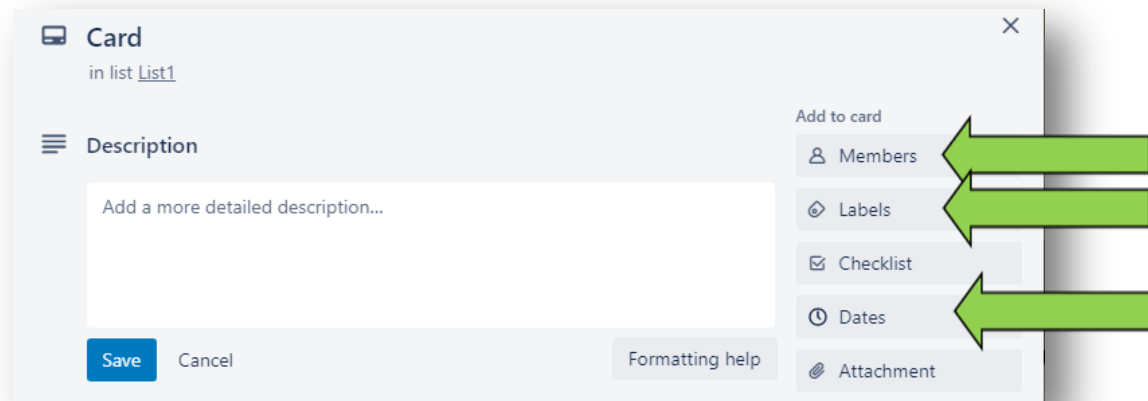 Card
in list List1
Description
Add a more detailed description...
Save
Cancel
Formatting help
Add to card
Members
Labels
Checklist
Dates
Attachment